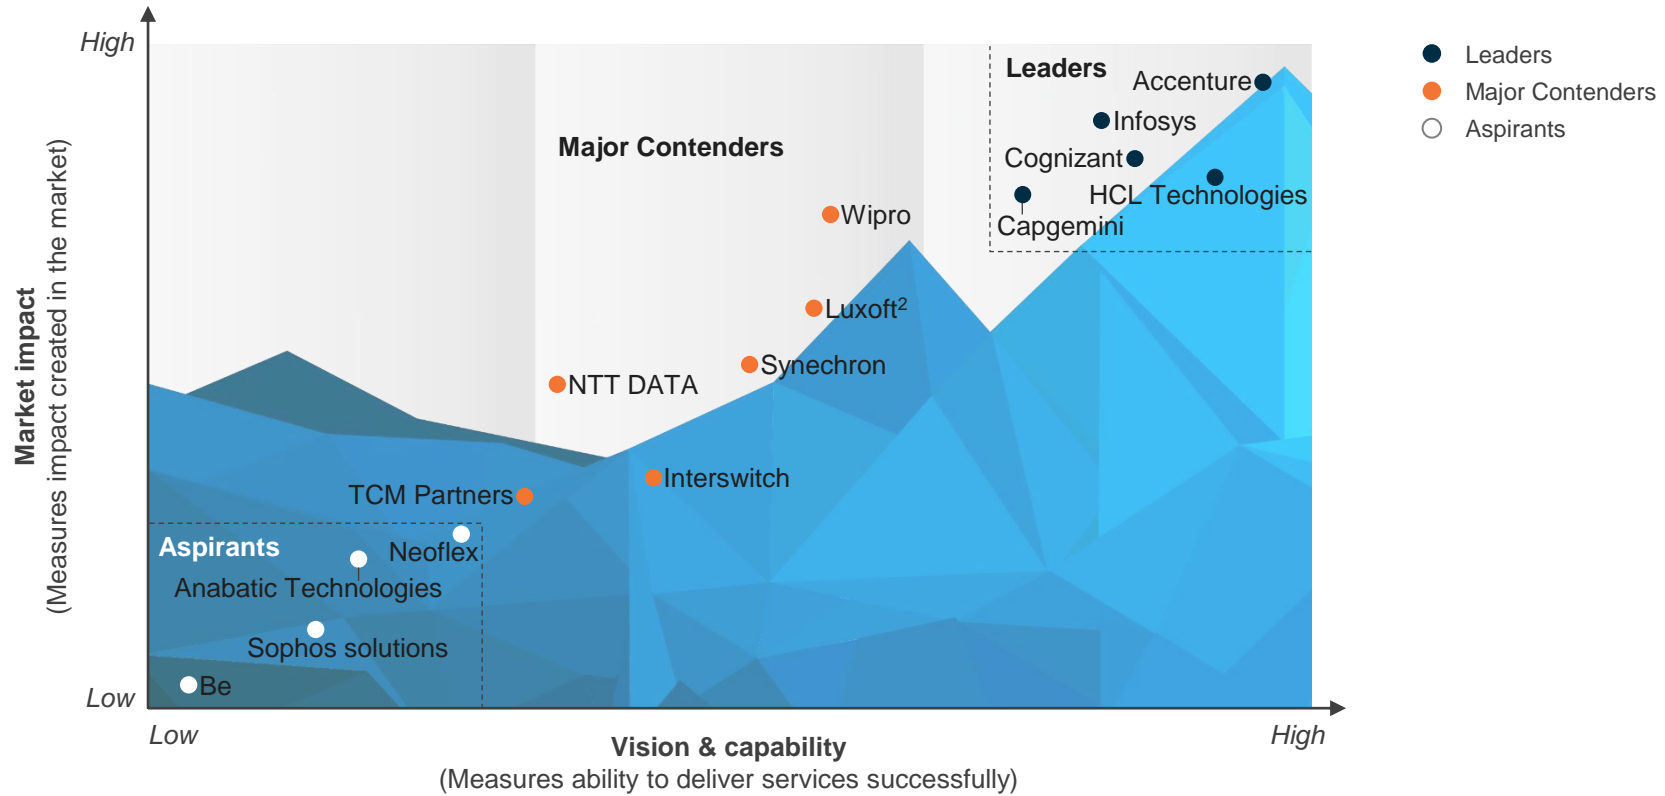 High
Leaders
Accenture
Infosys
Cognizant
HCL Technologies
Capgemini
Major Contenders
Wipro
Luxoft²
Synechron
NTT DATA
Interswitch
TCM Partners
Aspirants
Neoflex
Anabatic Technologies
Sophos solutions
Be
Low
Market impact
(Measures impact created in the market)
Low
High
Vision & capability
(Measures ability to deliver services successfully)
Leaders
Major Contenders
Aspirants